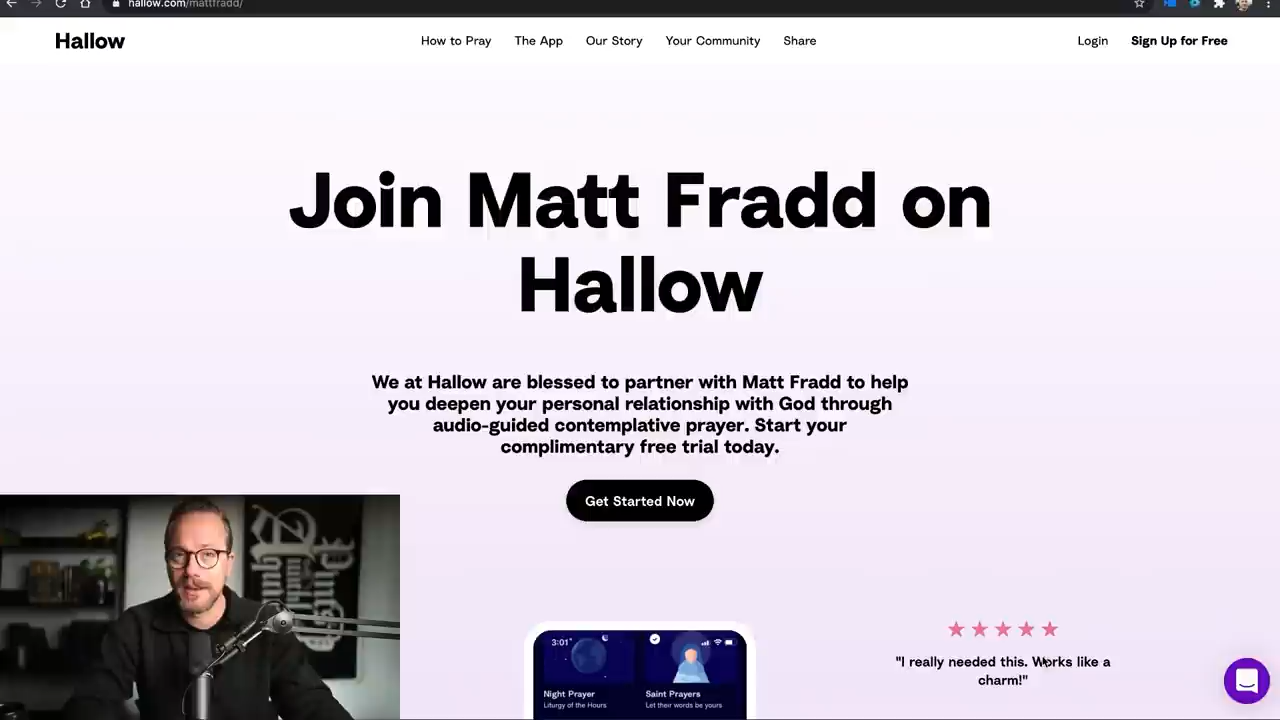 hallow.com/mattfradd/
Hallow
How to Pray
The App
Our Story
Your Community
Share
Login
Sign Up for Free
Join Matt Fradd on
Hallow
We at Hallow are blessed to partner with Matt Fradd to help
you deepen your personal relationship with God through
audio-guided contemplative prayer. Start your
complimentary free trial today.
Get Started Now
3:01
Night Prayer
Liturgy of the Hours
Saint Prayers
Let their words be yours
"I really needed this. Works like a
charm!"